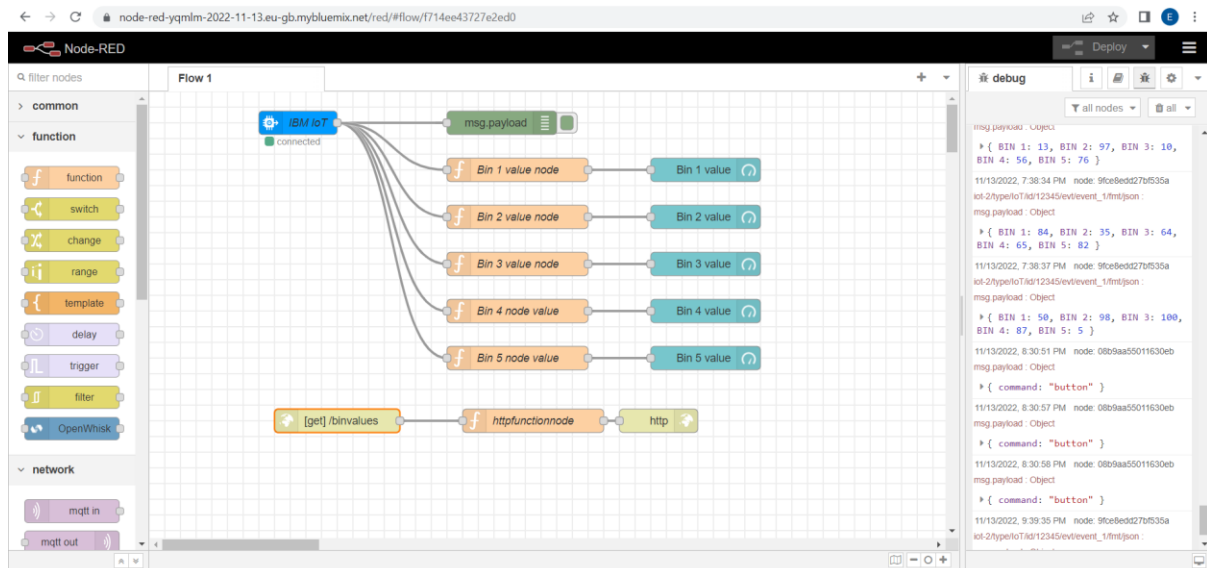 node-red-yqmlm-2022-11-13.eu-gb.mybluemix.net/red/#flow/f714ee43727e2ed0
E
Node-RED
Deploy
filter nodes
Flow 1
debug
i
common
all nodes
all
function
function
switch
change
range
template
delay
trigger
filter
OpenWhisk
network
mqtt in
mqtt out
IBM IoT
connected
msg.payload
Bin 1 value node
Bin 1 value
Bin 2 value node
Bin 2 value
Bin 3 value node
Bin 3 value
Bin 4 value node
Bin 4 value
Bin 5 node value
Bin 5 value
[get] /binvalues
httpfunctionnode
http
msg.payload : Object
{ BIN 1: 13, BIN 2: 97, BIN 3: 10,
BIN 4: 56, BIN 5: 76 }
11/13/2022, 7:38:34 PM node: 9fce8edd27bf535a
iot-2/type/IoT/id/12345/evt/event_1/fmt/json :
msg.payload : Object
{ BIN 1: 84, BIN 2: 35, BIN 3: 64,
BIN 4: 65, BIN 5: 82 }
11/13/2022, 7:38:37 PM node: 9fce8edd27bf535a
iot-2/type/IoT/id/12345/evt/event_1/fmt/json :
msg.payload : Object
{ BIN 1: 50, BIN 2: 98, BIN 3: 100,
BIN 4: 87, BIN 5: 5 }
11/13/2022, 8:30:51 PM node: 08b9aa55011630eb
msg.payload : Object
{ command: "button" }
11/13/2022, 8:30:57 PM node: 08b9aa55011630eb
msg.payload : Object
{ command: "button" }
11/13/2022, 8:30:58 PM node: 08b9aa55011630eb
msg.payload : Object
{ command: "button" }
11/13/2022, 9:39:35 PM node: 9fce8edd27bf535a
iot-2/type/IoT/id/12345/evt/event_1/fmt/json :